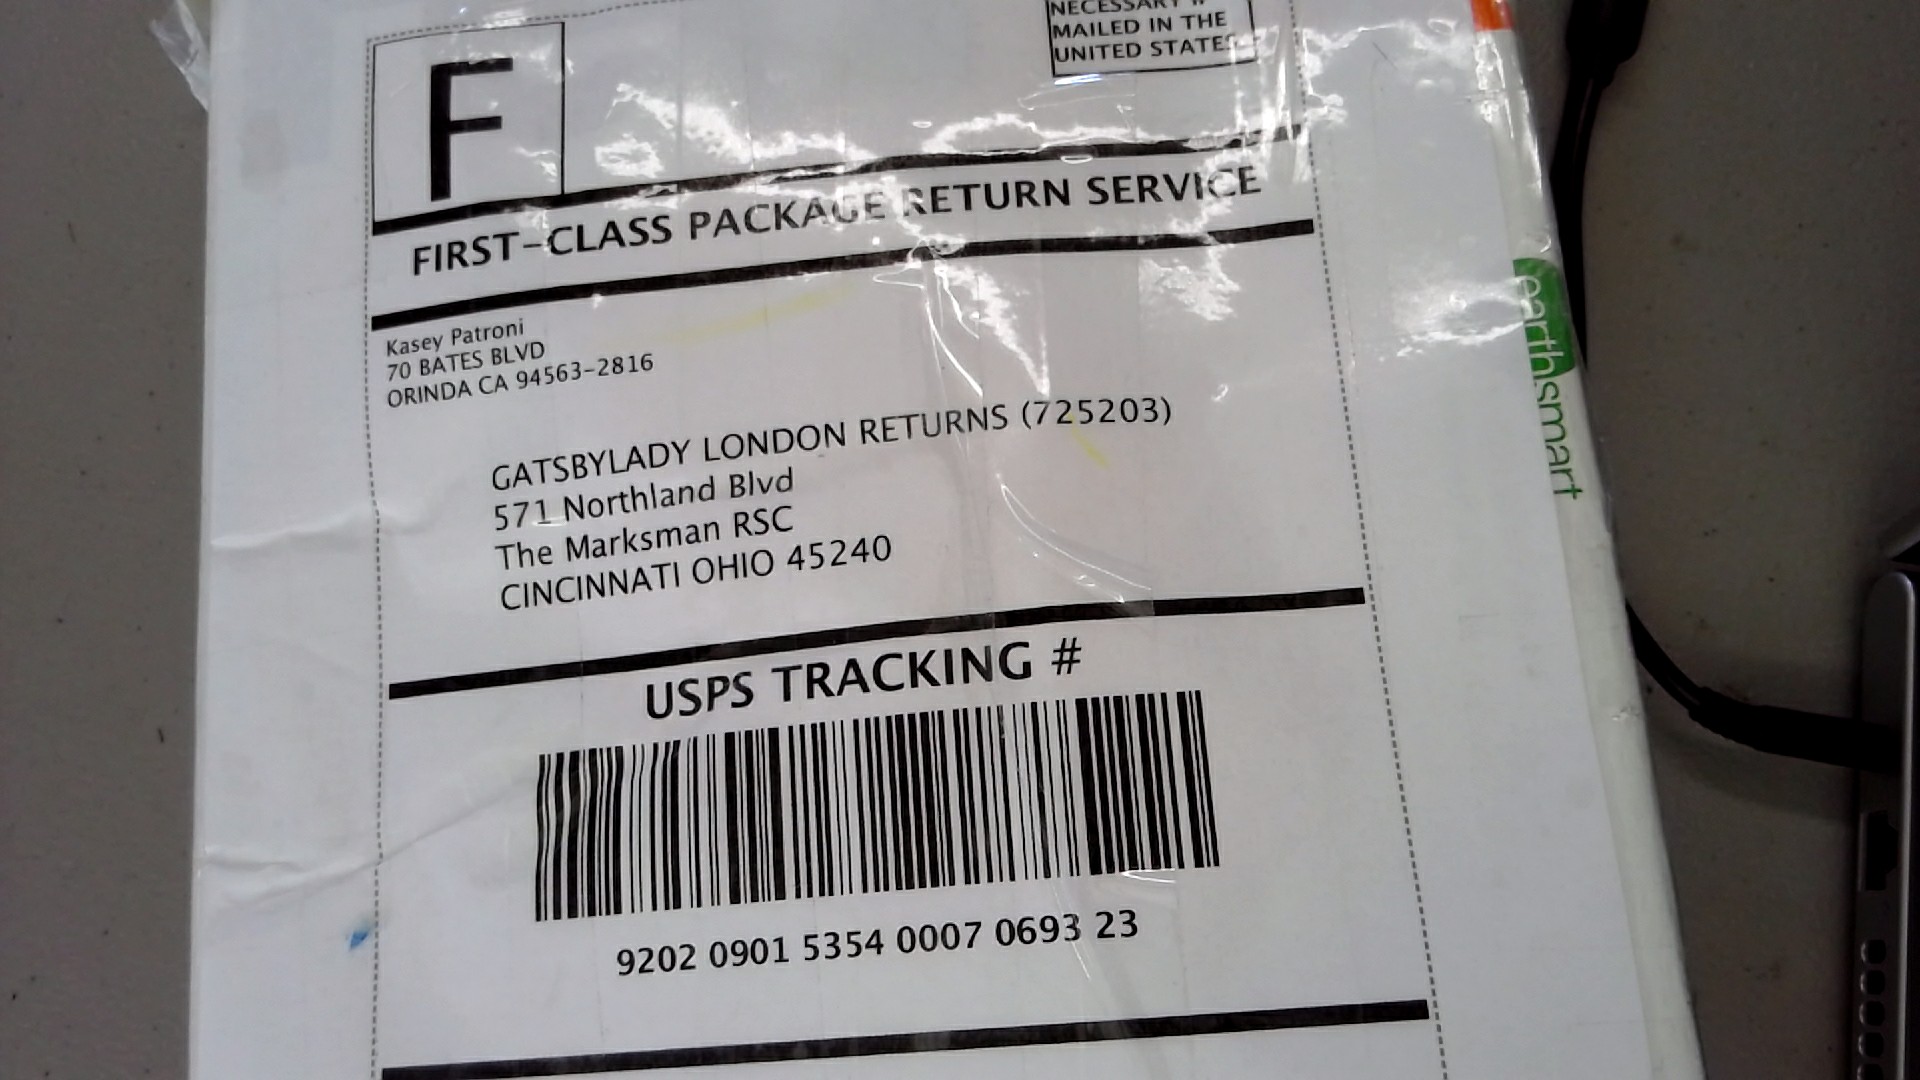 F
NECESSARY IF
MAILED IN THE
UNITED STATES
FIRST-CLASS PACKAGE RETURN SERVICE
Kasey Patroni
70 BATES BLVD
ORINDA CA 94563-2816
GATSBYLADY LONDON RETURNS (725203)
571 Northland Blvd
The Marksman RSC
CINCINNATI OHIO 45240
USPS TRACKING #
9202 0901 5354 0007 0693 23
earthsmart